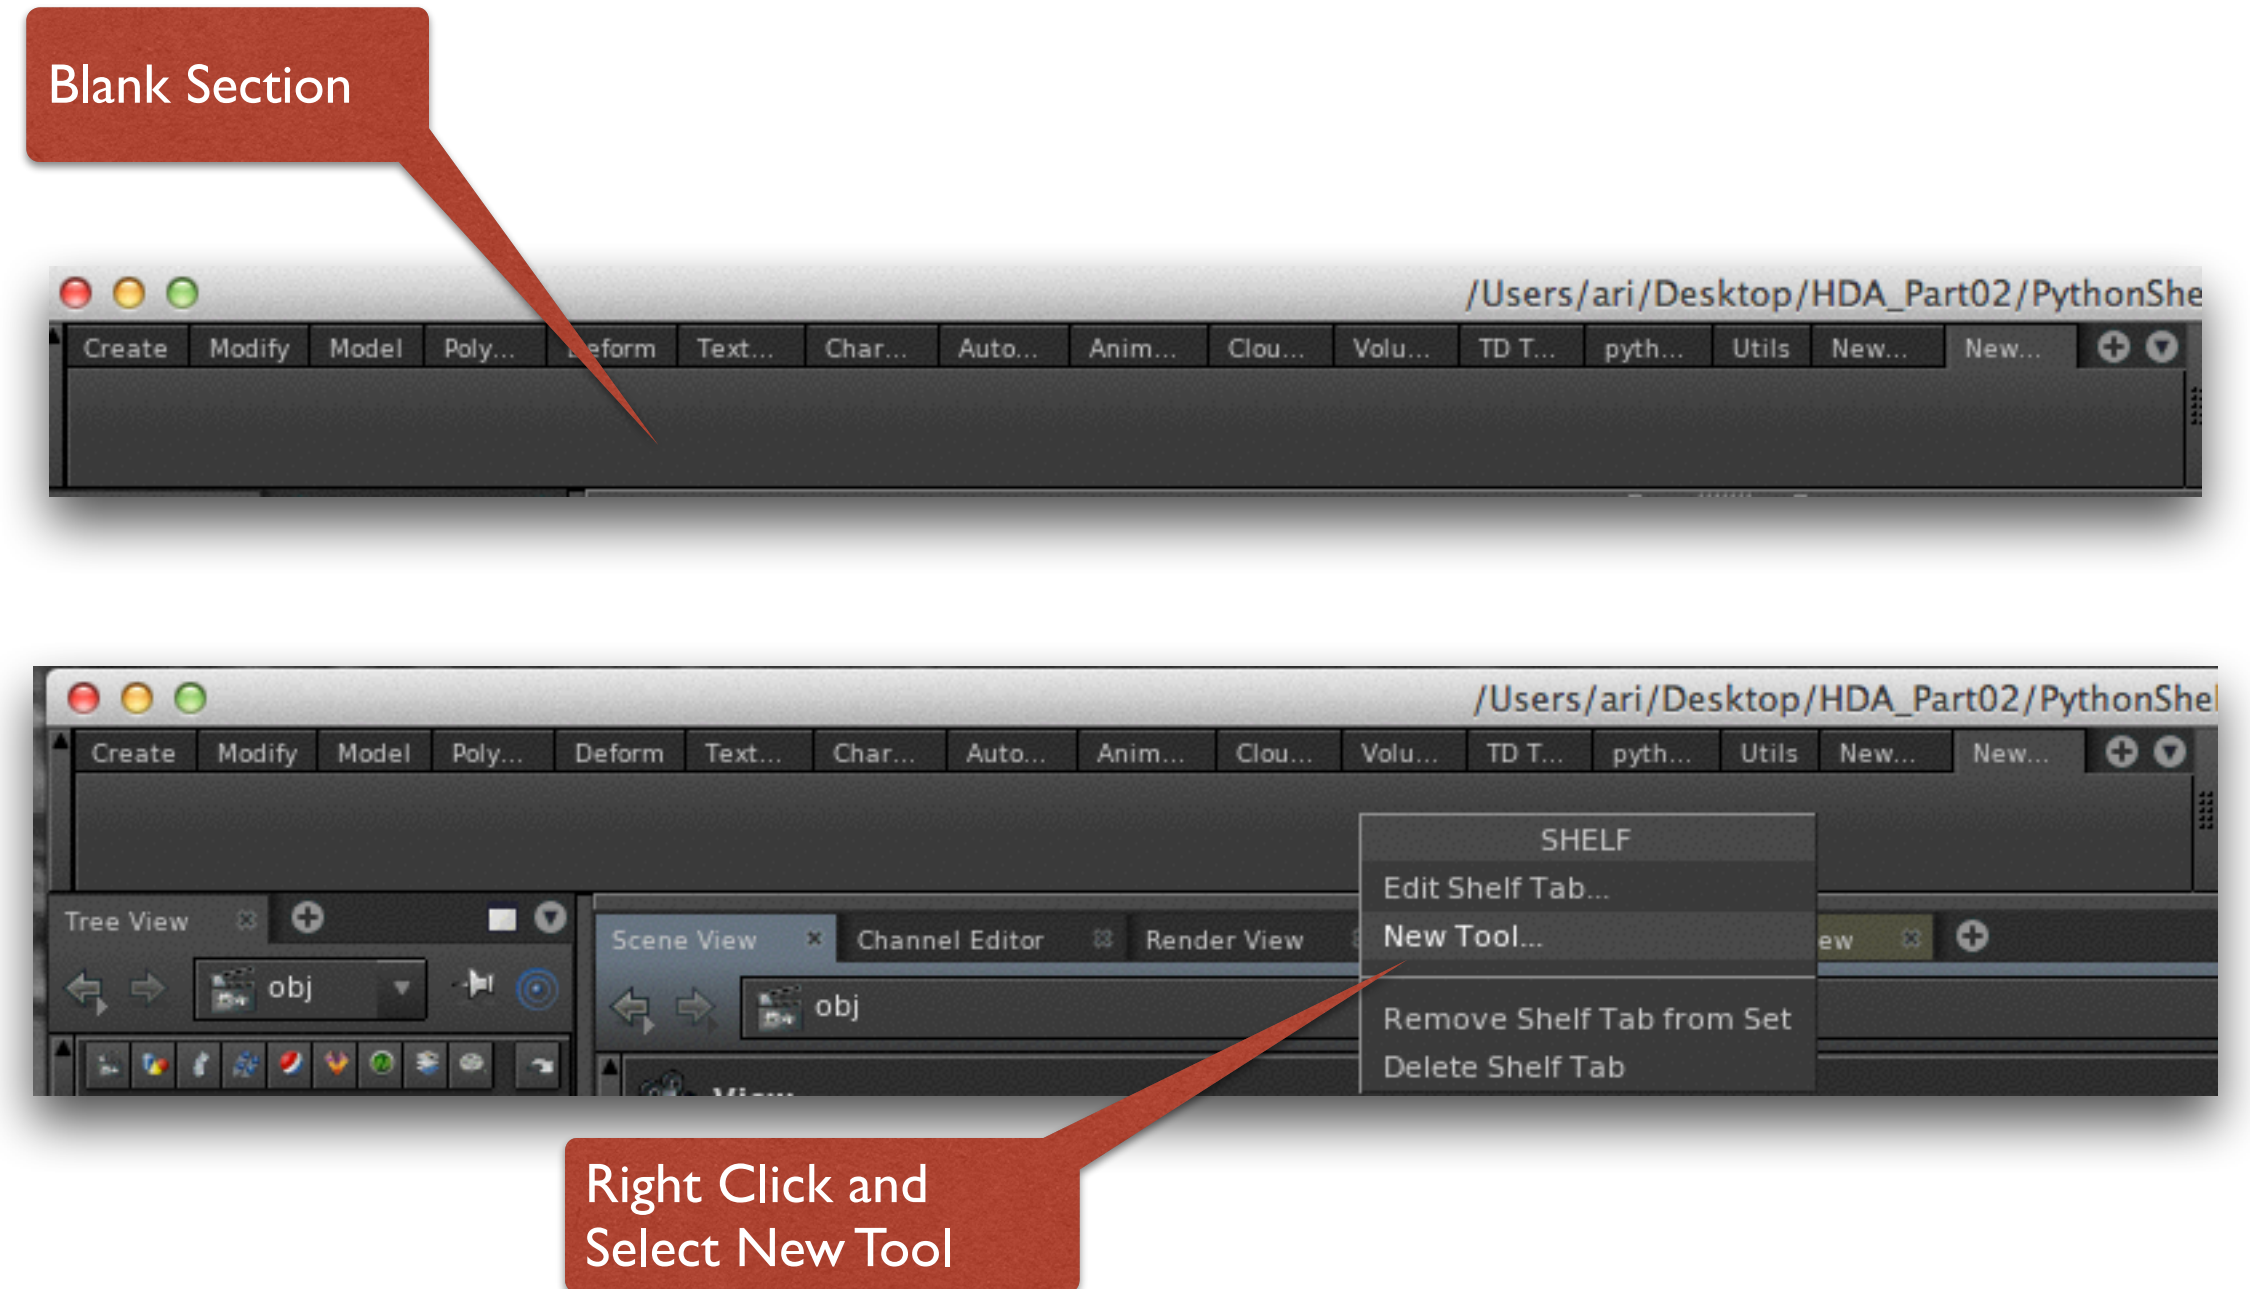 Blank Section
/Users/ari/Desktop/HDA_Part02/PythonShe
Create Modify Model Poly... Deform Text... Char... Auto... Anim... Clou... Volu... TD T... pyth... Utils New... New...
/Users/ari/Desktop/HDA_Part02/PythonShel
Create Modify Model Poly... Deform Text... Char... Auto... Anim... Clou... Volu... TD T... pyth... Utils New... New...
SHELF
Edit Shelf Tab...
New Tool...
Remove Shelf Tab from Set
Delete Shelf Tab
Tree View
Scene View Channel Editor Render View ew
obj
obj
View
Right Click and
Select New Tool